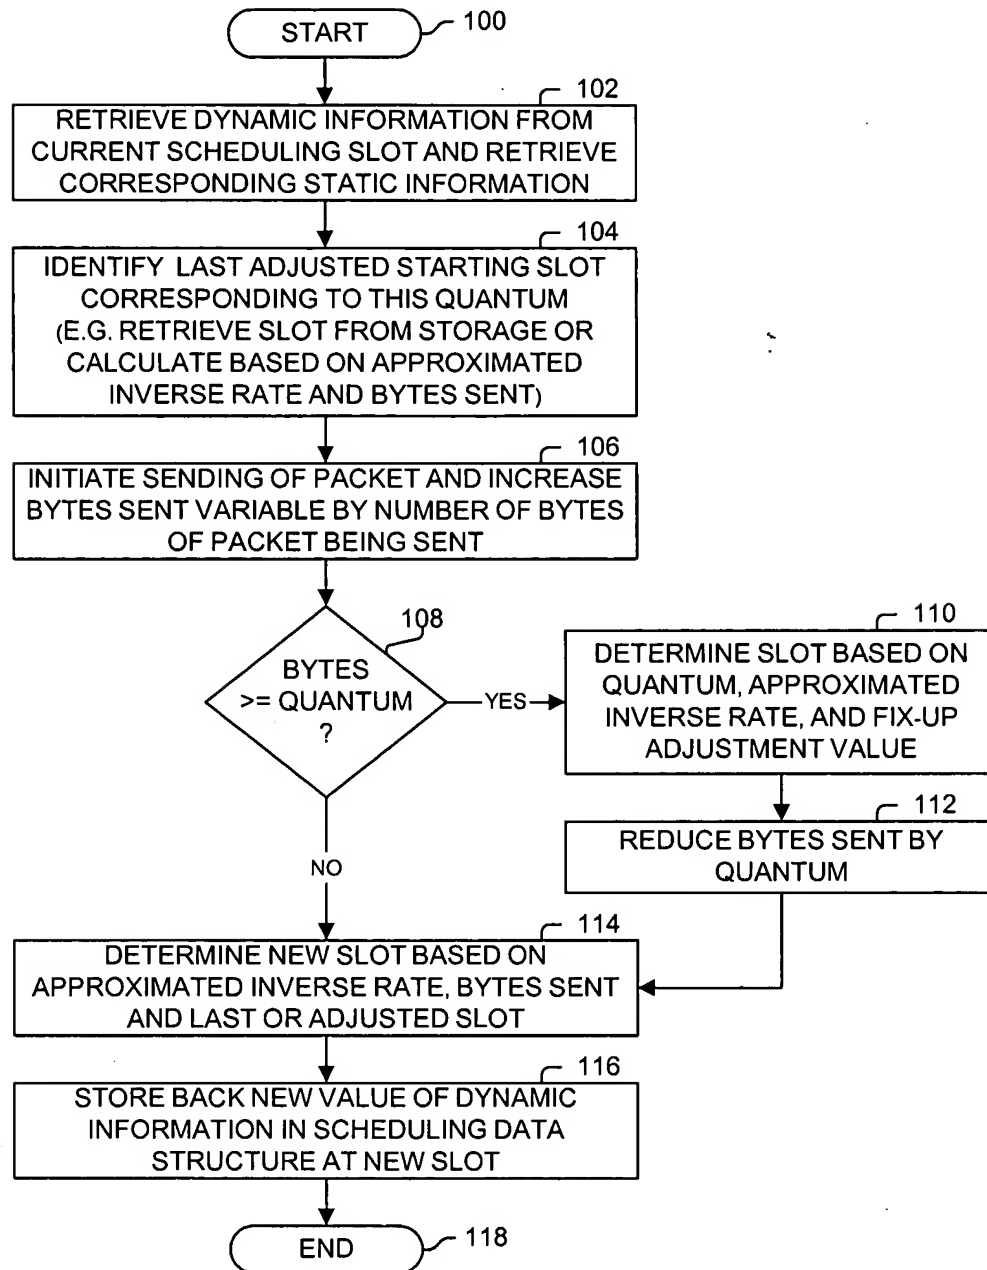 START
100
102
RETRIEVE DYNAMIC INFORMATION FROM
CURRENT SCHEDULING SLOT AND RETRIEVE
CORRESPONDING STATIC INFORMATION
104
IDENTIFY LAST ADJUSTED STARTING SLOT
CORRESPONDING TO THIS QUANTUM
(E.G. RETRIEVE SLOT FROM STORAGE OR
CALCULATE BASED ON APPROXIMATED
INVERSE RATE AND BYTES SENT)
106
INITIATE SENDING OF PACKET AND INCREASE
BYTES SENT VARIABLE BY NUMBER OF BYTES
OF PACKET BEING SENT
108
BYTES
>= QUANTUM
?
YES
110
DETERMINE SLOT BASED ON
QUANTUM, APPROXIMATED
INVERSE RATE, AND FIX-UP
ADJUSTMENT VALUE
112
REDUCE BYTES SENT BY
QUANTUM
NO
114
DETERMINE NEW SLOT BASED ON
APPROXIMATED INVERSE RATE, BYTES SENT
AND LAST OR ADJUSTED SLOT
116
STORE BACK NEW VALUE OF DYNAMIC
INFORMATION IN SCHEDULING DATA
STRUCTURE AT NEW SLOT
END
118